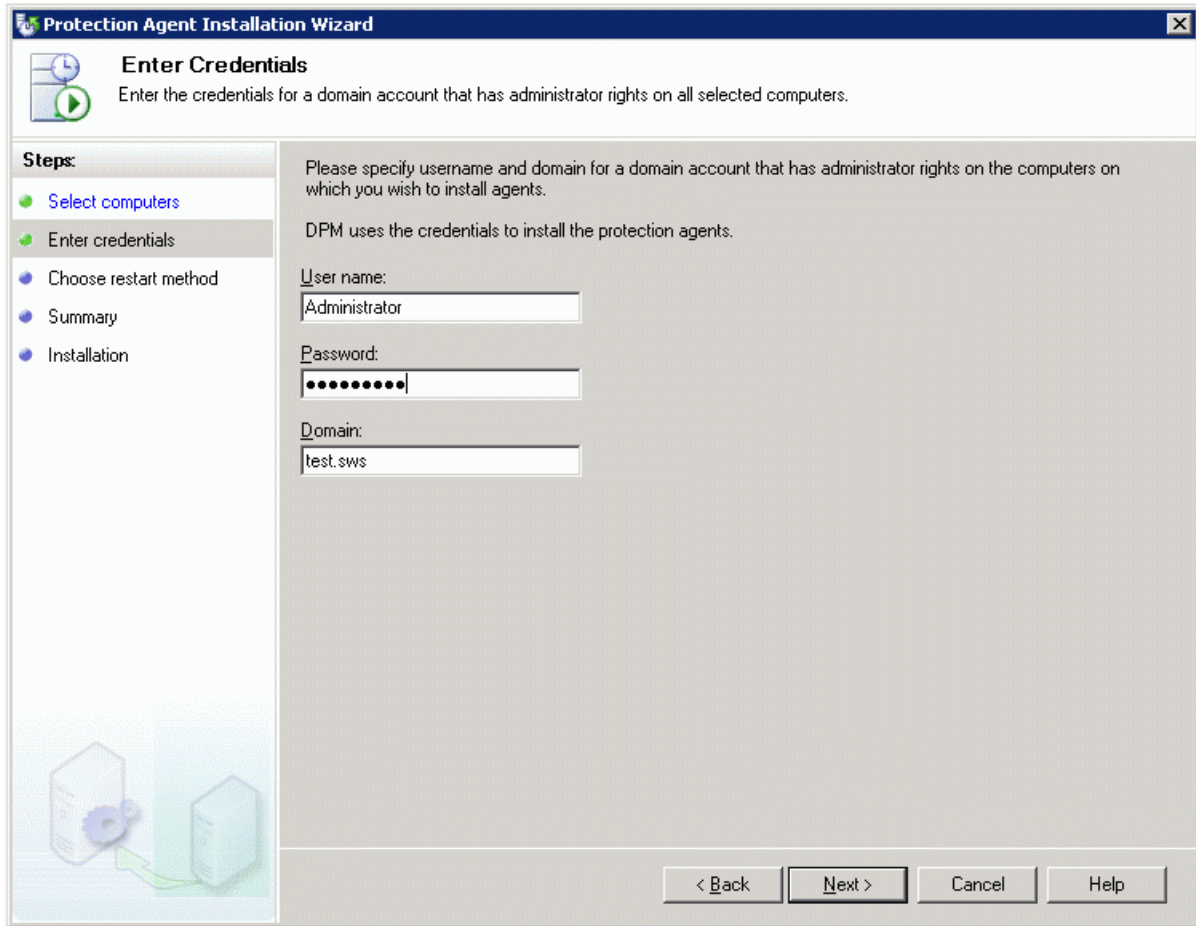 Protection Agent Installation Wizard
Enter Credentials
Enter the credentials for a domain account that has administrator rights on all selected computers.
Steps:
Select computers
Enter credentials
Choose restart method
Summary
Installation
Please specify username and domain for a domain account that has administrator rights on the computers on
which you wish to install agents.
DPM uses the credentials to install the protection agents.
User name:
Administrator
Password:
●●●●●●●●●
Domain:
test.sws
< Back
Next >
Cancel
Help